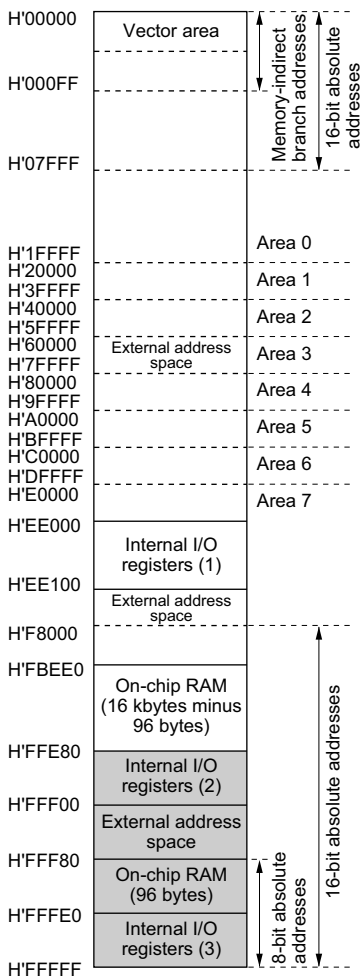 H'00000
Vector area
H'000FF
Memory-indirect
branch addresses
16-bit absolute
addresses
H'07FFF
H'1FFFF
Area 0
H'20000
H'3FFFF
Area 1
H'40000
H'5FFFF
Area 2
H'60000
H'7FFFF
External address
space
Area 3
H'80000
H'9FFFF
Area 4
H'A0000
H'BFFFF
Area 5
H'C0000
H'DFFFF
Area 6
H'E0000
Area 7
H'EE000
Internal I/O
registers (1)
H'EE100
External address
space
H'F8000
H'FBEE0
On-chip RAM
(16 kbytes minus
96 bytes)
16-bit absolute addresses
H'FFE80
Internal I/O
registers (2)
H'FFF00
External address
space
H'FFF80
On-chip RAM
(96 bytes)
8-bit absolute
addresses
H'FFFE0
Internal I/O
registers (3)
H'FFFFF